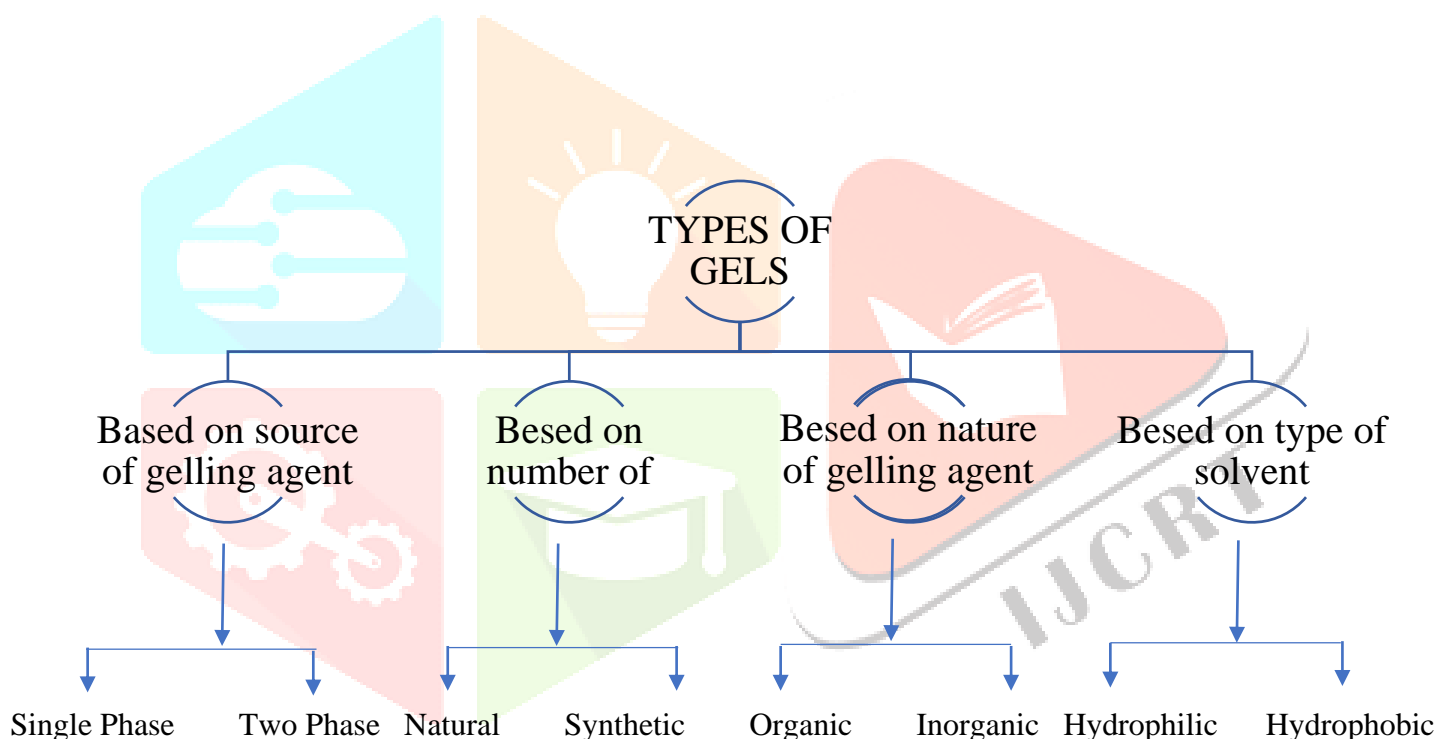 TYPES OF
GELS
Based on source
of gelling agent
Besed on
number of
Besed on nature
of gelling agent
Besed on type of
solvent
Single Phase
Two Phase
Natural
Synthetic
Organic
Inorganic
Hydrophilic
Hydrophobic
IJCRT